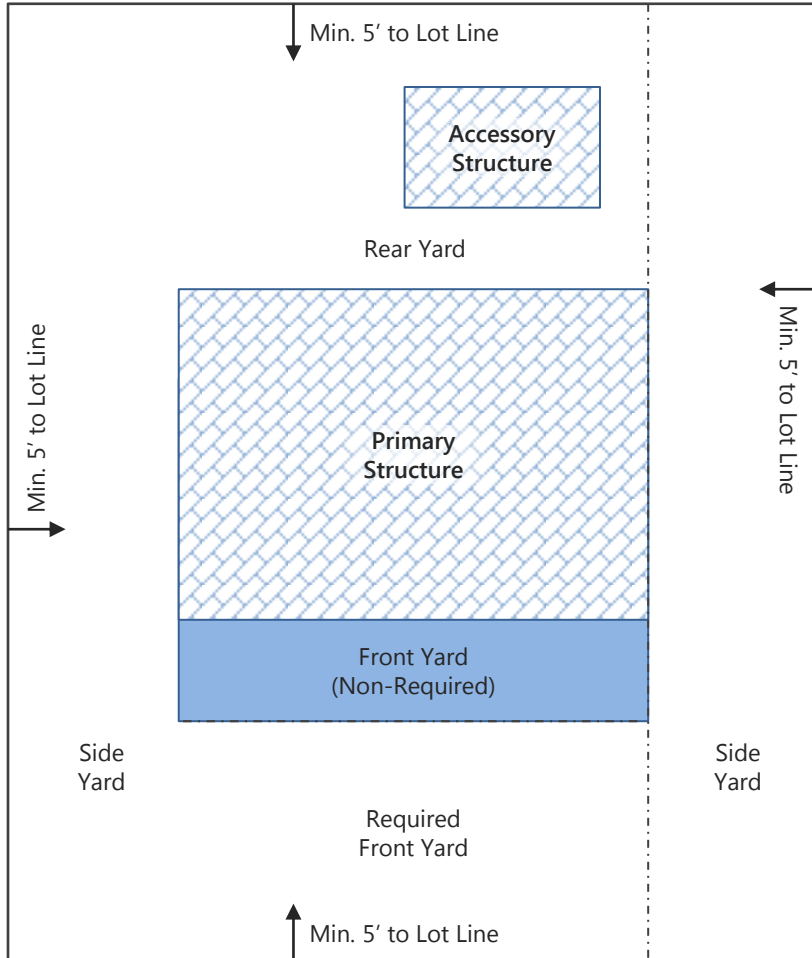 Min. 5’ to Lot Line
Accessory
Structure
Rear Yard
Min. 5’ to Lot Line
Min. 5’ to Lot Line
Primary
Structure
Front Yard
(Non-Required)
Side
Yard
Side
Yard
Required
Front Yard
Min. 5’ to Lot Line